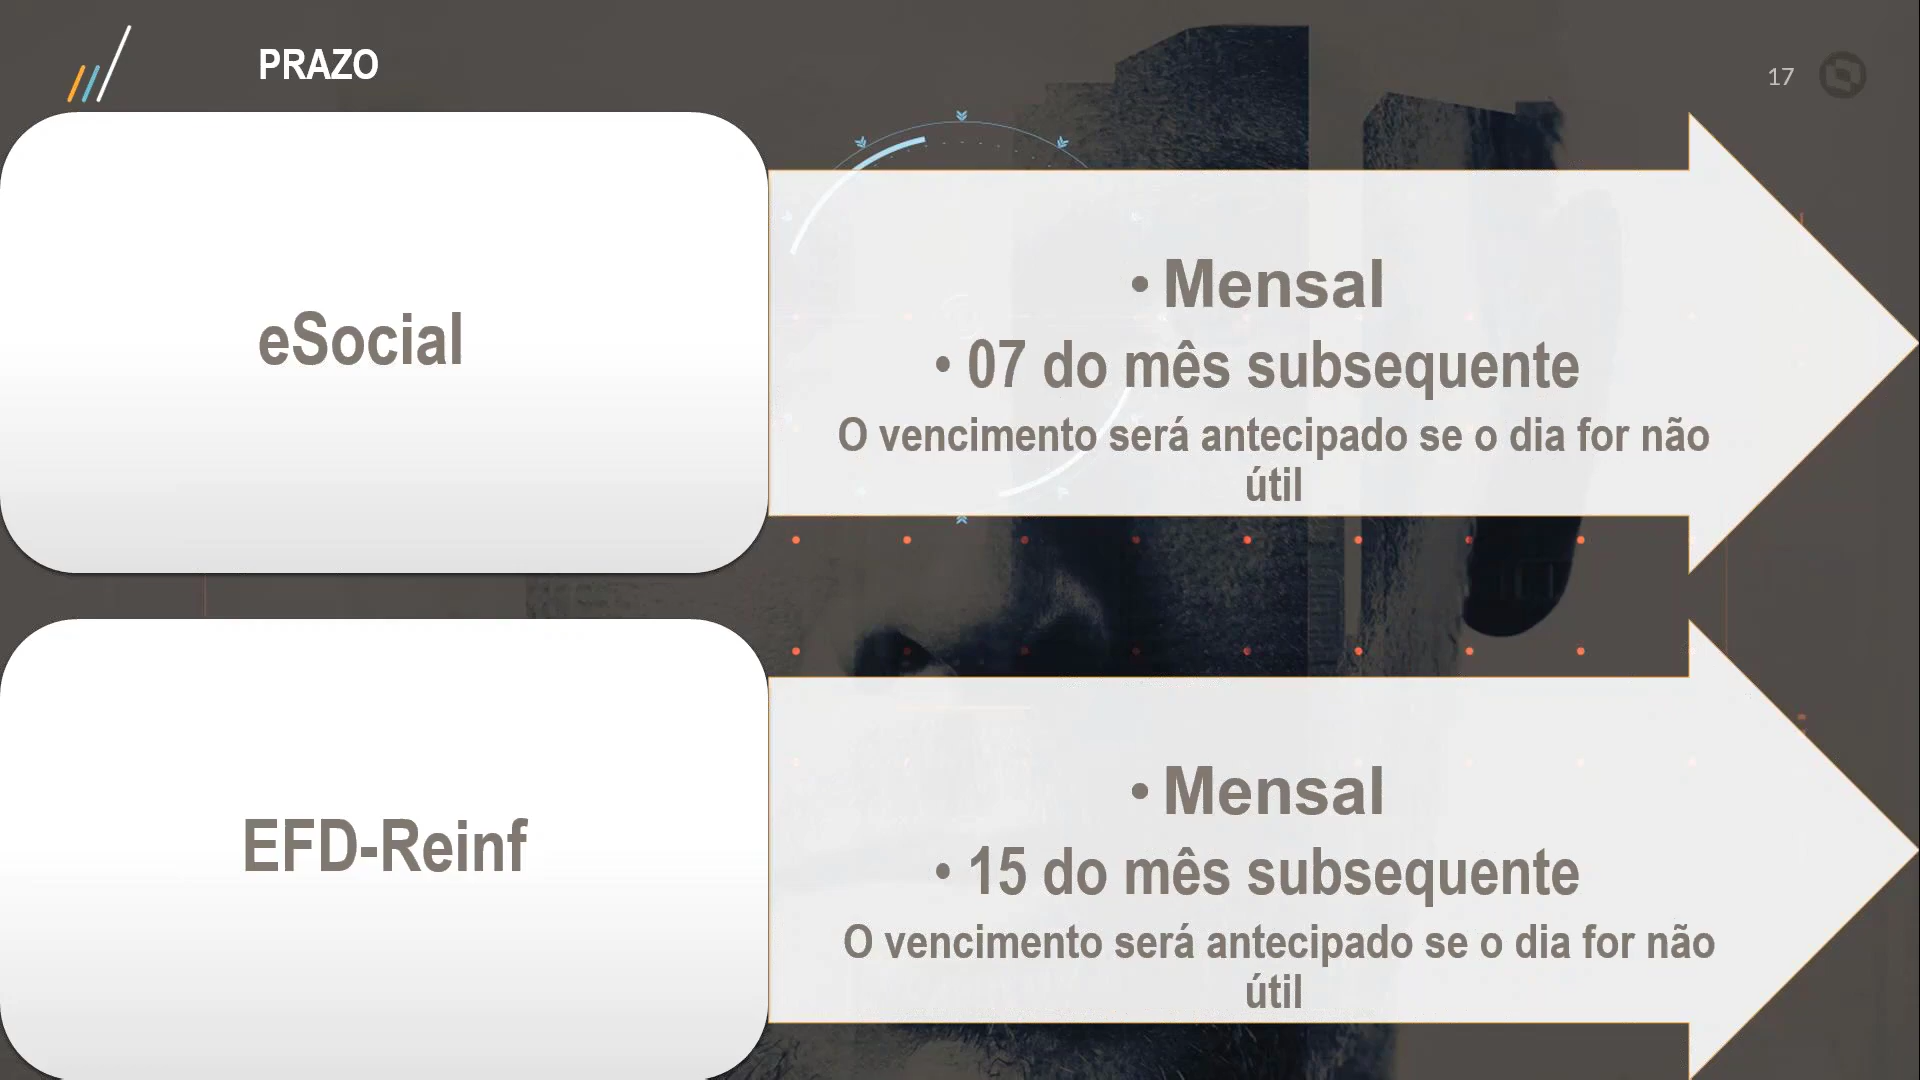 PRAZO
17
eSocial
• Mensal
• 07 do mês subsequente
O vencimento será antecipado se o dia for não
útil
EFD-Reinf
• Mensal
• 15 do mês subsequente
O vencimento será antecipado se o dia for não
útil